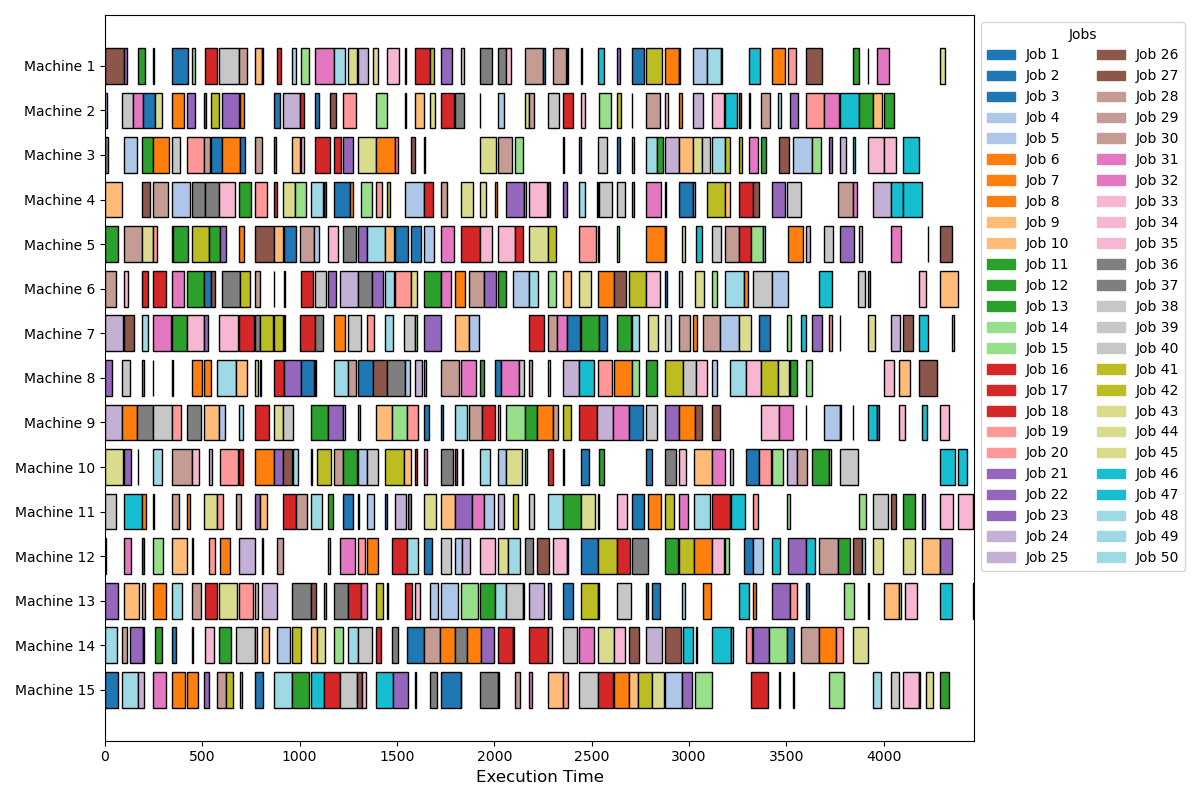 Machine 1
Machine 2
Machine 3
Machine 4
Machine 5
Machine 6
Machine 7
Machine 8
Machine 9
Machine 10
Machine 11
Machine 12
Machine 13
Machine 14
Machine 15
0 500 1000 1500 2000 2500 3000 3500 4000
Execution Time
Jobs
Job 1 Job 26
Job 2 Job 27
Job 3 Job 28
Job 4 Job 29
Job 5 Job 30
Job 6 Job 31
Job 7 Job 32
Job 8 Job 33
Job 9 Job 34
Job 10 Job 35
Job 11 Job 36
Job 12 Job 37
Job 13 Job 38
Job 14 Job 39
Job 15 Job 40
Job 16 Job 41
Job 17 Job 42
Job 18 Job 43
Job 19 Job 44
Job 20 Job 45
Job 21 Job 46
Job 22 Job 47
Job 23 Job 48
Job 24 Job 49
Job 25 Job 50